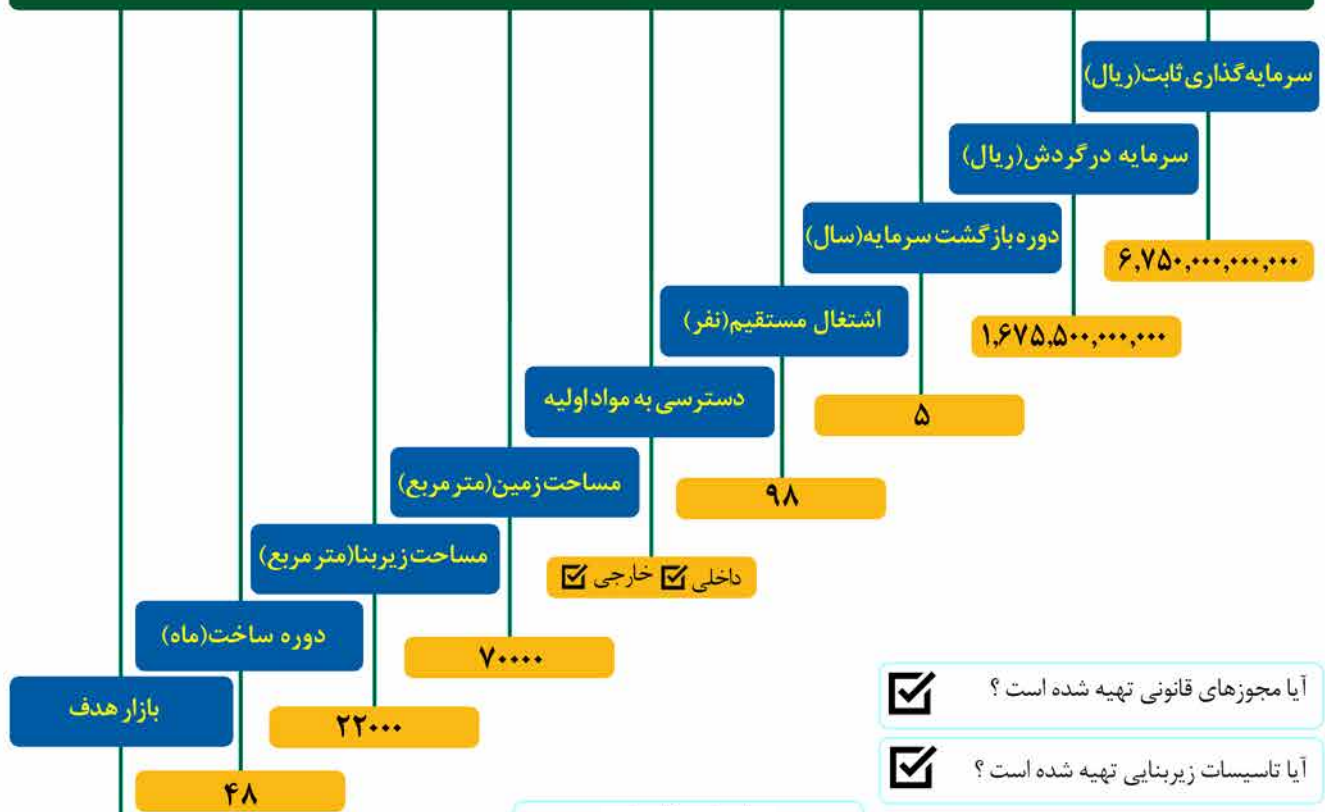 سرمایه‌گذاری ثابت(ریال)
۶,۷۵۰,۰۰۰,۰۰۰,۰۰۰
سرمایه در گردش(ریال)
۱,۶۷۵,۵۰۰,۰۰۰,۰۰۰
دوره بازگشت سرمایه(سال)
۵
اشتغال مستقیم(نفر)
۹۸
دسترسی به مواد اولیه
داخلی ☑ خارجی ☑
مساحت زمین(متر مربع)
۷۰۰۰۰
مساحت زیربنا(متر مربع)
۲۲۰۰۰
دوره ساخت(ماه)
۴۸
بازار هدف
آیا مجوزهای قانونی تهیه شده است ؟ ☑
آیا تاسیسات زیربنایی تهیه شده است ؟ ☑